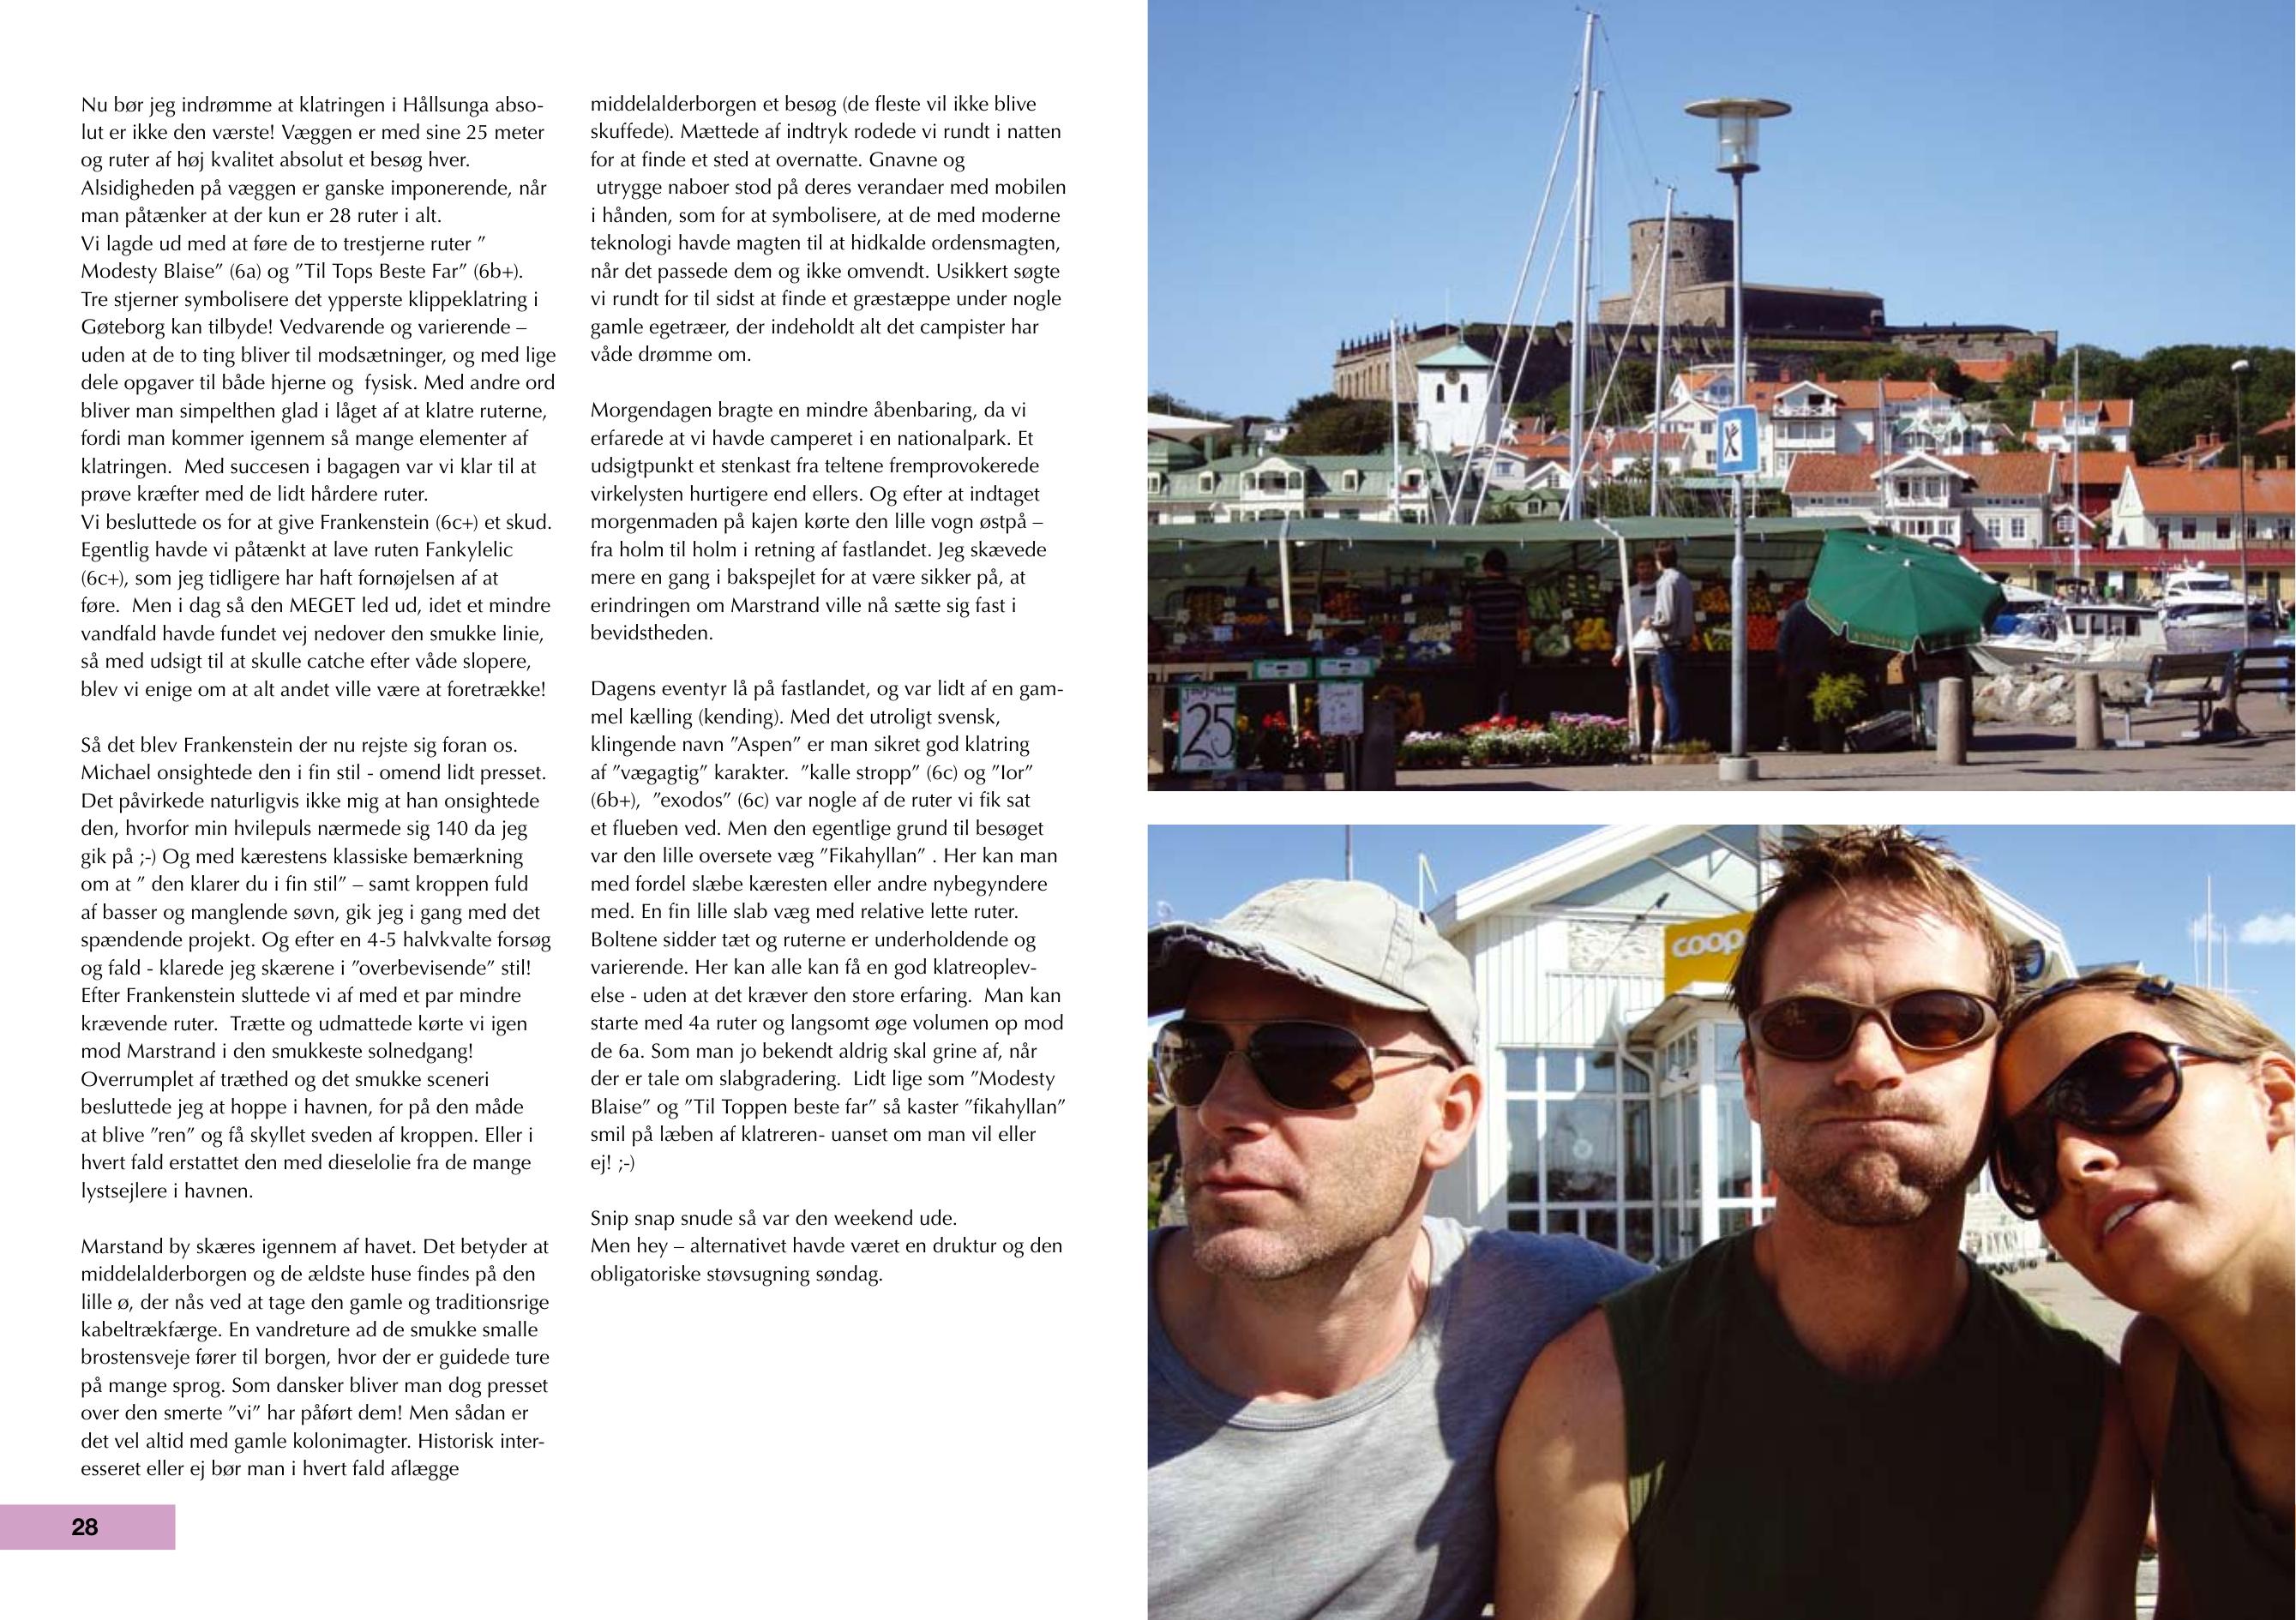 Nu bør jeg indrømme at klatringen i Hållsunga abso-
lut er ikke den værste! Væggen er med sine 25 meter
og ruter af høj kvalitet absolut et besøg hver.
Alsidigheden på væggen er ganske imponerende, når
man påtænker at der kun er 28 ruter i alt.
Vi lagde ud med at føre de to trestjerne ruter ”
Modesty Blaise” (6a) og ”Til Tops Beste Far” (6b+).
Tre stjerner symbolisere det ypperste klippeklatring i
Gøteborg kan tilbyde! Vedvarende og varierende –
uden at de to ting bliver til modsætninger, og med lige
dele opgaver til både hjerne og  fysisk. Med andre ord
bliver man simpelthen glad i låget af at klatre ruterne,
fordi man kommer igennem så mange elementer af
klatringen.  Med succesen i bagagen var vi klar til at
prøve kræfter med de lidt hårdere ruter.
Vi besluttede os for at give Frankenstein (6c+) et skud.
Egentlig havde vi påtænkt at lave ruten Fankylelic
(6c+), som jeg tidligere har haft fornøjelsen af at
føre.  Men i dag så den MEGET led ud, idet et mindre
vandfald havde fundet vej nedover den smukke linie,
så med udsigt til at skulle catche efter våde slopere,
blev vi enige om at alt andet ville være at foretrække!
Så det blev Frankenstein der nu rejste sig foran os.
Michael onsightede den i fin stil - omend lidt presset.
Det påvirkede naturligvis ikke mig at han onsightede
den, hvorfor min hvilepuls nærmede sig 140 da jeg
gik på ;-) Og med kærestens klassiske bemærkning
om at ” den klarer du i fin stil” – samt kroppen fuld
af basser og manglende søvn, gik jeg i gang med det
spændende projekt. Og efter en 4-5 halvkvalte forsøg
og fald - klarede jeg skærene i ”overbevisende” stil!
Efter Frankenstein sluttede vi af med et par mindre
krævende ruter.  Trætte og udmattede kørte vi igen
mod Marstrand i den smukkeste solnedgang!
Overrumplet af træthed og det smukke sceneri
besluttede jeg at hoppe i havnen, for på den måde
at blive ”ren” og få skyllet sveden af kroppen. Eller i
hvert fald erstattet den med dieselolie fra de mange
lystsejlere i havnen.
Marstand by skæres igennem af havet. Det betyder at
middelalderborgen og de ældste huse findes på den
lille ø, der nås ved at tage den gamle og traditionsrige
kabeltrækfærge. En vandreture ad de smukke smalle
brostensveje fører til borgen, hvor der er guidede ture
på mange sprog. Som dansker bliver man dog presset
over den smerte ”vi” har påført dem! Men sådan er
det vel altid med gamle kolonimagter. Historisk inter-
esseret eller ej bør man i hvert fald aflægge
middelalderborgen et besøg (de fleste vil ikke blive
skuffede). Mættede af indtryk rodede vi rundt i natten
for at finde et sted at overnatte. Gnavne og
utrygge naboer stod på deres verandaer med mobilen
i hånden, som for at symbolisere, at de med moderne
teknologi havde magten til at hidkalde ordensmagten,
når det passede dem og ikke omvendt. Usikkert søgte
vi rundt for til sidst at finde et græstæppe under nogle
gamle egetræer, der indeholdt alt det campister har
våde drømme om.
Morgendagen bragte en mindre åbenbaring, da vi
erfarede at vi havde camperet i en nationalpark. Et
udsigtpunkt et stenkast fra teltene fremprovokerede
virkelysten hurtigere end ellers. Og efter at indtaget
morgenmaden på kajen kørte den lille vogn østpå –
fra holm til holm i retning af fastlandet. Jeg skævede
mere en gang i bakspejlet for at være sikker på, at
erindringen om Marstrand ville nå sætte sig fast i
bevidstheden.
Dagens eventyr lå på fastlandet, og var lidt af en gam-
mel kælling (kending). Med det utroligt svensk,
klingende navn ”Aspen” er man sikret god klatring
af ”vægagtig” karakter.  ”kalle stropp” (6c) og ”Ior”
(6b+),  ”exodos” (6c) var nogle af de ruter vi fik sat
et flueben ved. Men den egentlige grund til besøget
var den lille oversete væg ”Fikahyllan” . Her kan man
med fordel slæbe kæresten eller andre nybegyndere
med. En fin lille slab væg med relative lette ruter.
Boltene sidder tæt og ruterne er underholdende og
varierende. Her kan alle kan få en god klatreoplev-
else - uden at det kræver den store erfaring.  Man kan
starte med 4a ruter og langsomt øge volumen op mod
de 6a. Som man jo bekendt aldrig skal grine af, når
der er tale om slabgradering.  Lidt lige som ”Modesty
Blaise” og ”Til Toppen beste far” så kaster ”fikahyllan”
smil på læben af klatreren- uanset om man vil eller
ej! ;-)
Snip snap snude så var den weekend ude.
Men hey – alternativet havde været en druktur og den
obligatoriske støvsugning søndag.
28
25
coop